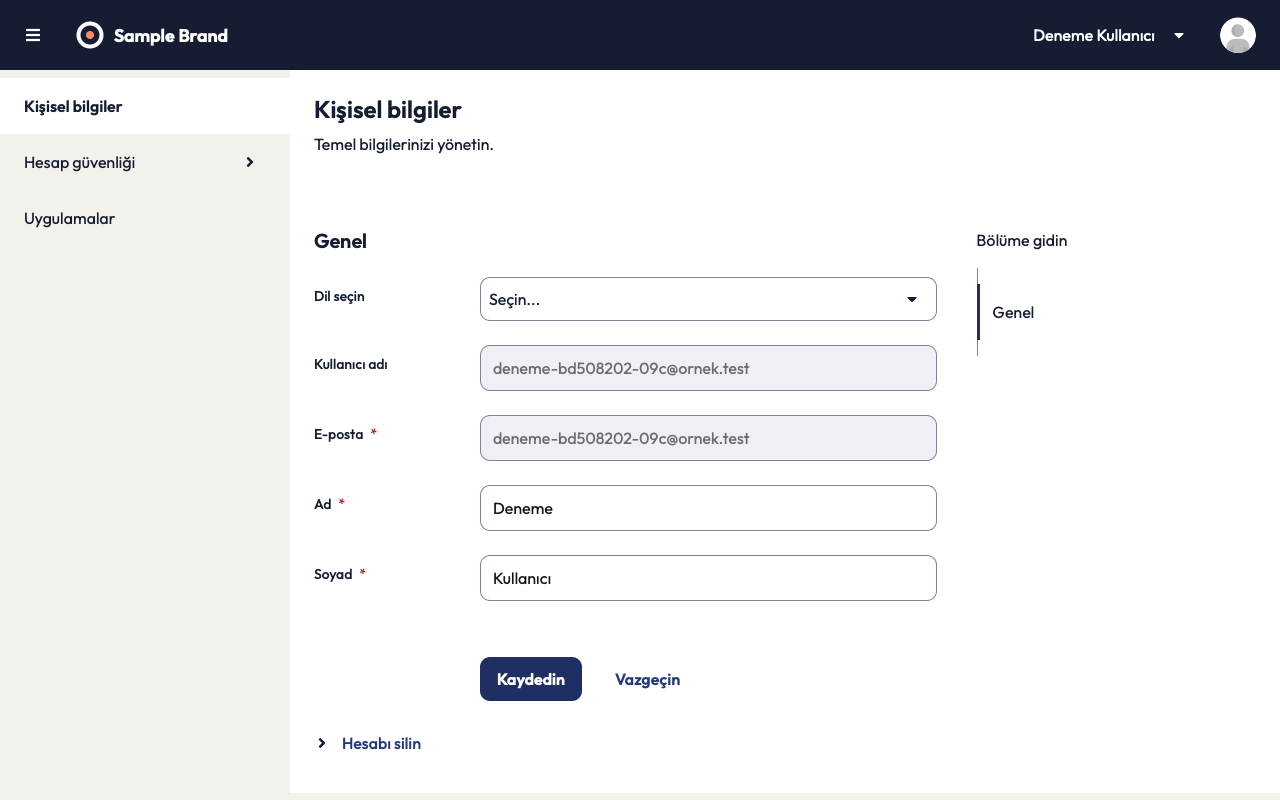 Sample Brand
Deneme Kullanıcı
Kişisel bilgiler
Hesap güvenliği
Uygulamalar
Kişisel bilgiler
Temel bilgilerinizi yönetin.
Genel
Dil seçin
Seçin...
Kullanıcı adı
deneme-bd508202-09c@ornek.test
E-posta *
deneme-bd508202-09c@ornek.test
Ad *
Deneme
Soyad *
Kullanıcı
Kaydedin
Vazgeçin
Hesabı silin
Bölüme gidin
Genel